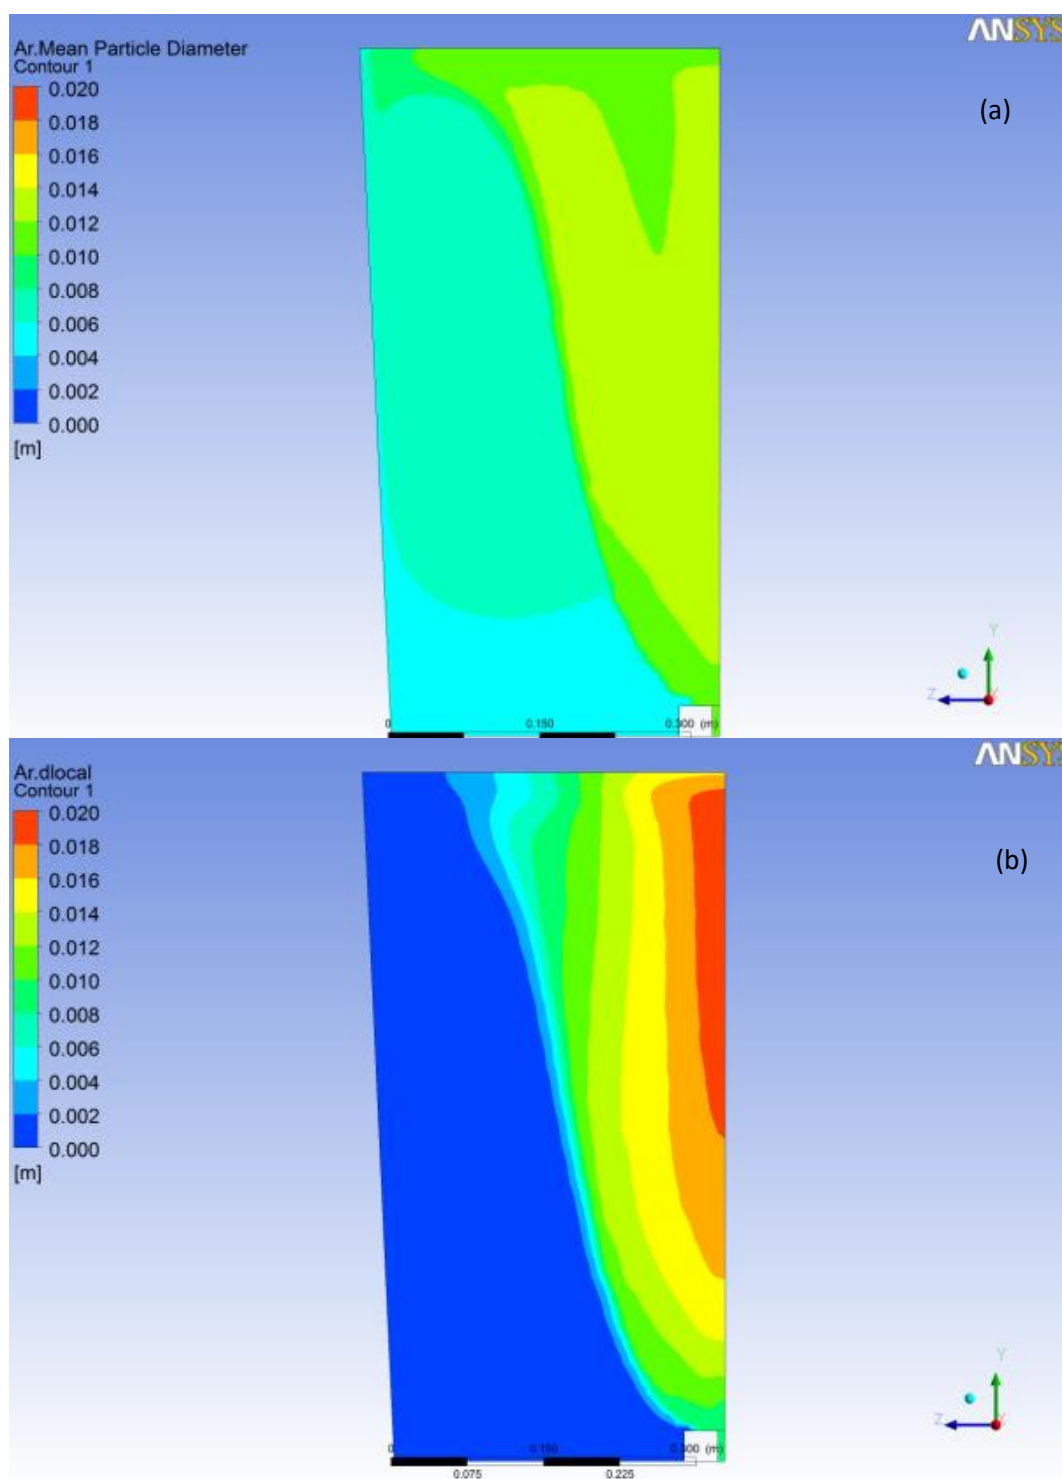 ANSYS
Ar.Mean Particle Diameter
Contour 1
0.020
0.018
0.016
0.014
0.012
0.010
0.008
0.006
0.004
0.002
0.000
[m]
(a)
Y
Z
X
0
0.150
0.300 (m)
ANSYS
Ar.dlocal
Contour 1
0.020
0.018
0.016
0.014
0.012
0.010
0.008
0.006
0.004
0.002
0.000
[m]
(b)
Y
Z
X
0
0.150
0.300 (m)
0.075
0.225